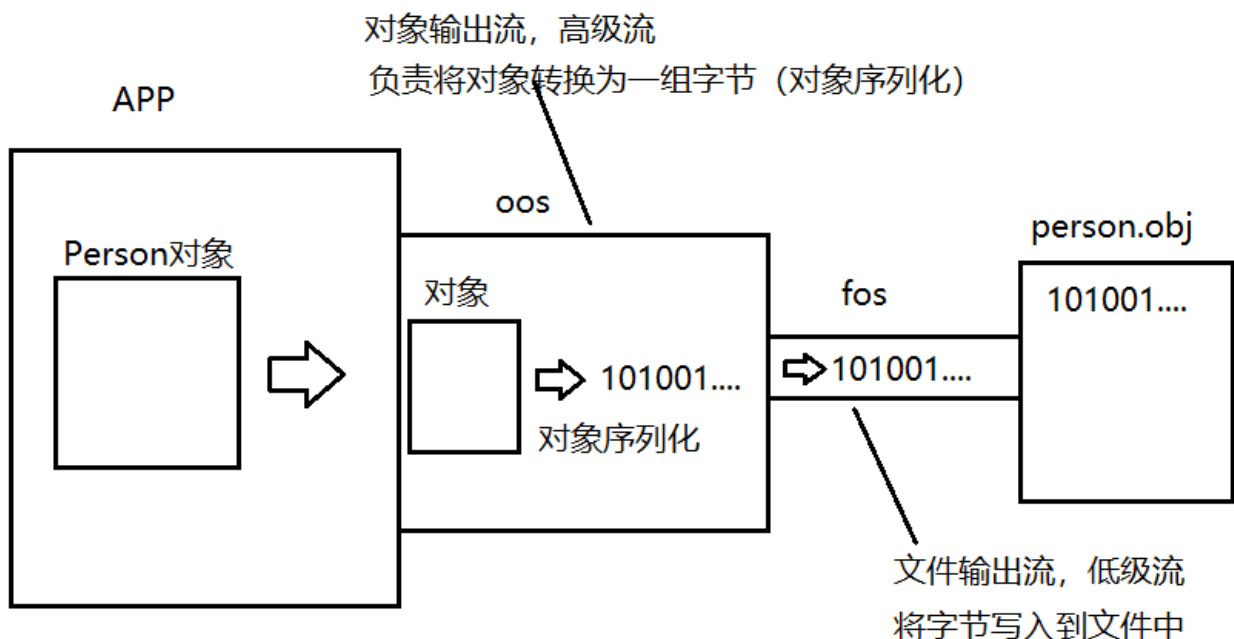 对象输出流，高级流
负责将对象转换为一组字节（对象序列化）
APP
oos
person.obj
Person对象
对象
fos
101001....
101001....
101001....
对象序列化
文件输出流，低级流
将字节写入到文件中